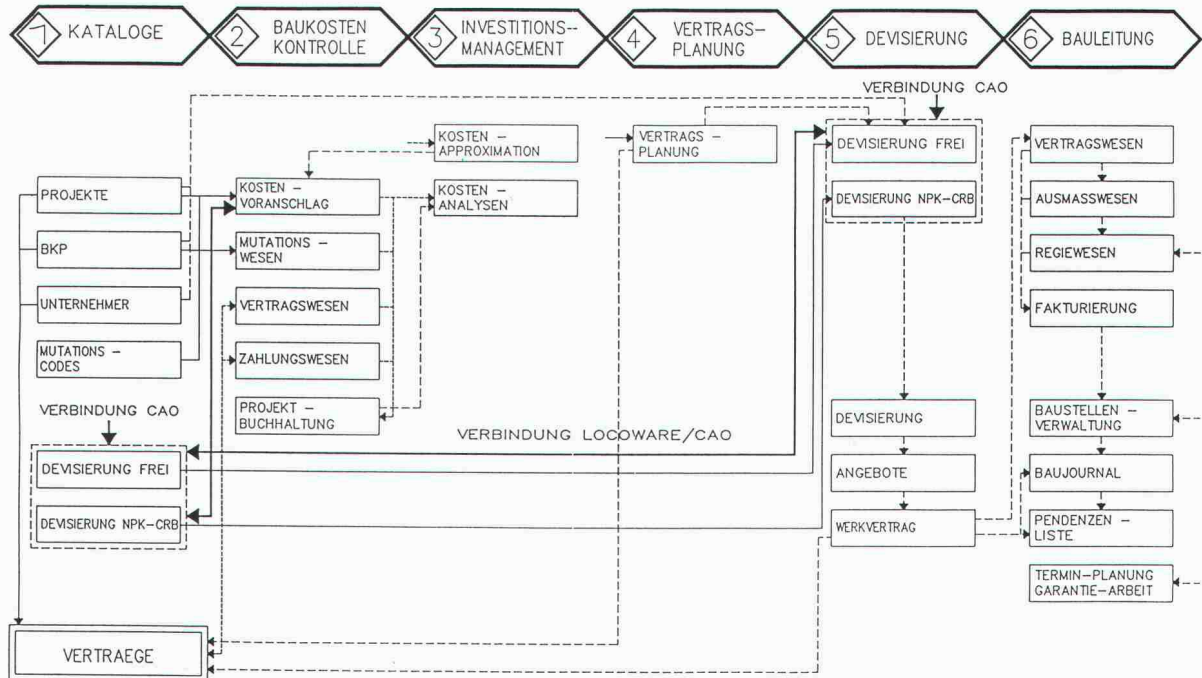 1 KATALOGE
2 BAUKOSTEN
KONTROLLE
3 INVESTITIONS--
MANAGEMENT
4 VERTRAGS-
PLANUNG
5 DEVISIERUNG
6 BAULEITUNG
PROJEKTE
BKP
UNTERNEHMER
MUTATIONS -
CODES
VERBINDUNG CAO
DEVISIERUNG FREI
DEVISIERUNG NPK-CRB
VERTRAEGE
KOSTEN -
VORANSCHLAG
MUTATIONS -
WESEN
VERTRAGSWESEN
ZAHLUNGSWESEN
PROJEKT -
BUCHHALTUNG
KOSTEN -
APPROXIMATION
KOSTEN -
ANALYSEN
VERBINDUNG LOCOWARE/CAO
VERTRAGS -
PLANUNG
VERBINDUNG CAO
DEVISIERUNG FREI
DEVISIERUNG NPK-CRB
DEVISIERUNG
ANGEBOTE
WERKVERTRAG
VERTRAGSWESEN
AUSMASSWESEN
REGIEWESEN
FAKTURIERUNG
BAUSTELLEN -
VERWALTUNG
BAUJOURNAL
PENDENZEN -
LISTE
TERMIN-PLANUNG
GARANTIE-ARBEIT